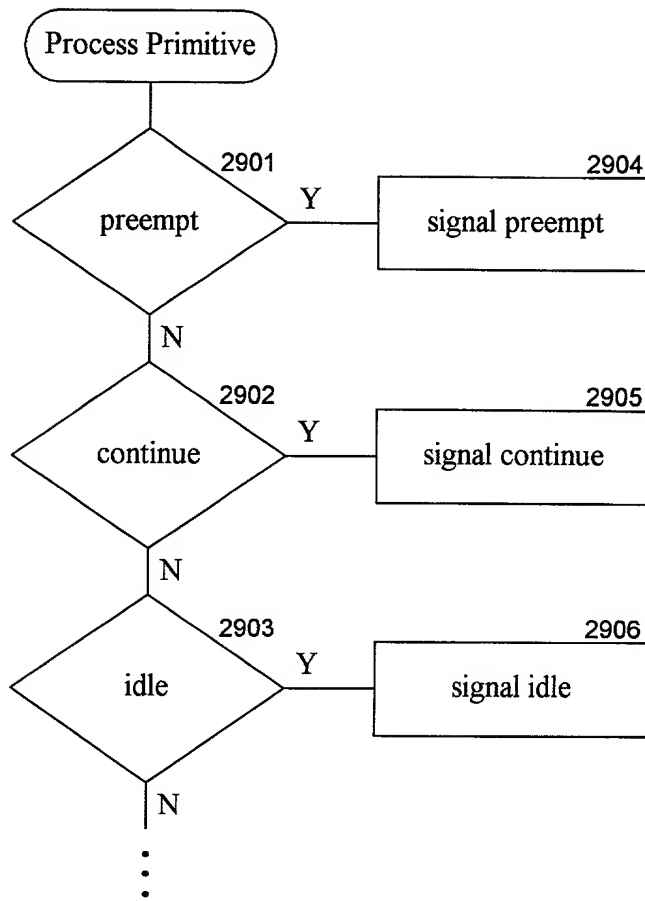 Process Primitive
2901
preempt
Y
2904
signal preempt
N
2902
continue
Y
2905
signal continue
N
2903
idle
Y
2906
signal idle
N